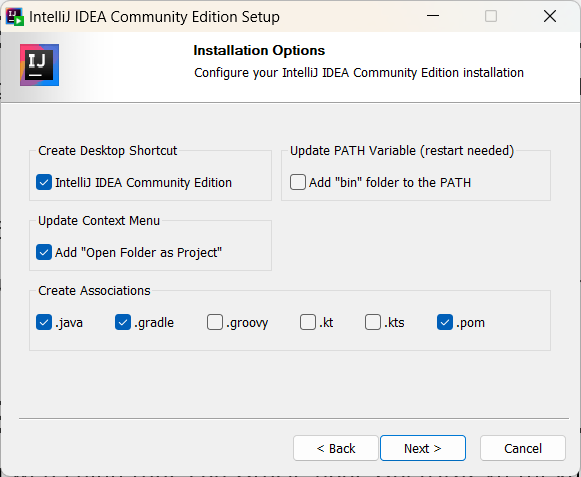 IntelliJ IDEA Community Edition Setup
IJ
Installation Options
Configure your IntelliJ IDEA Community Edition installation
Create Desktop Shortcut
IntelliJ IDEA Community Edition
Update PATH Variable (restart needed)
Add "bin" folder to the PATH
Update Context Menu
Add "Open Folder as Project"
Create Associations
.java .gradle .groovy .kt .kts .pom
< Back Next > Cancel